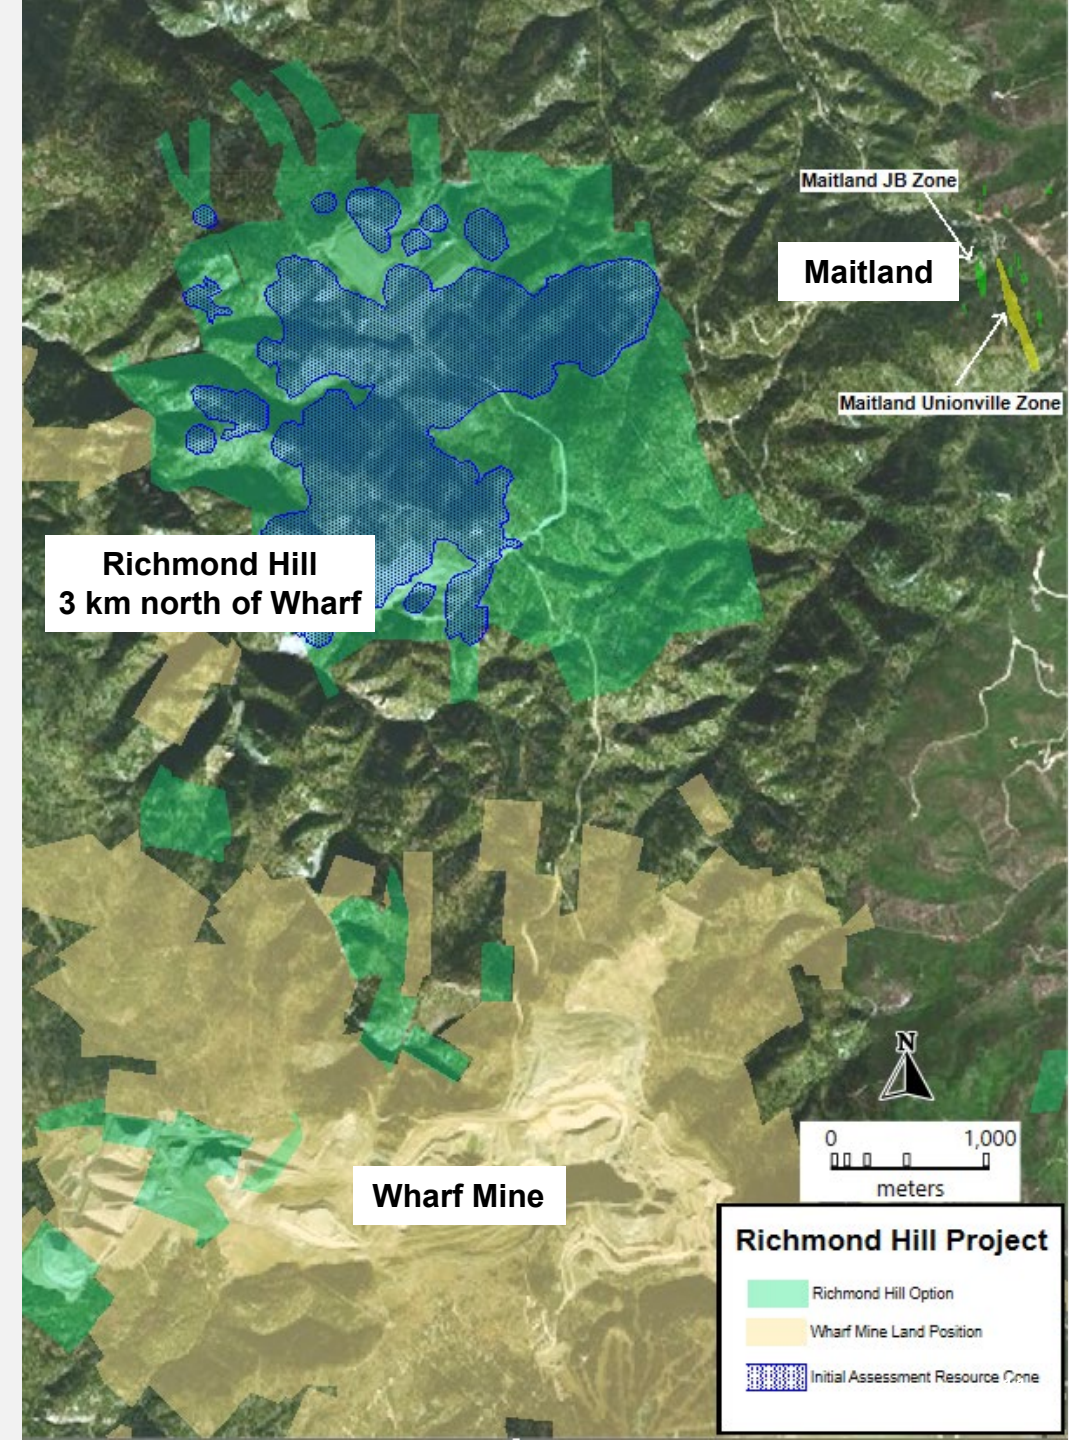 Maitland JB Zone
Maitland
Maitland Unionville Zone
Richmond Hill
3 km north of Wharf
N
0 1,000
meters
Wharf Mine
Richmond Hill Project
Richmond Hill Option
Wharf Mine Land Position
Initial Assessment Resource Cone